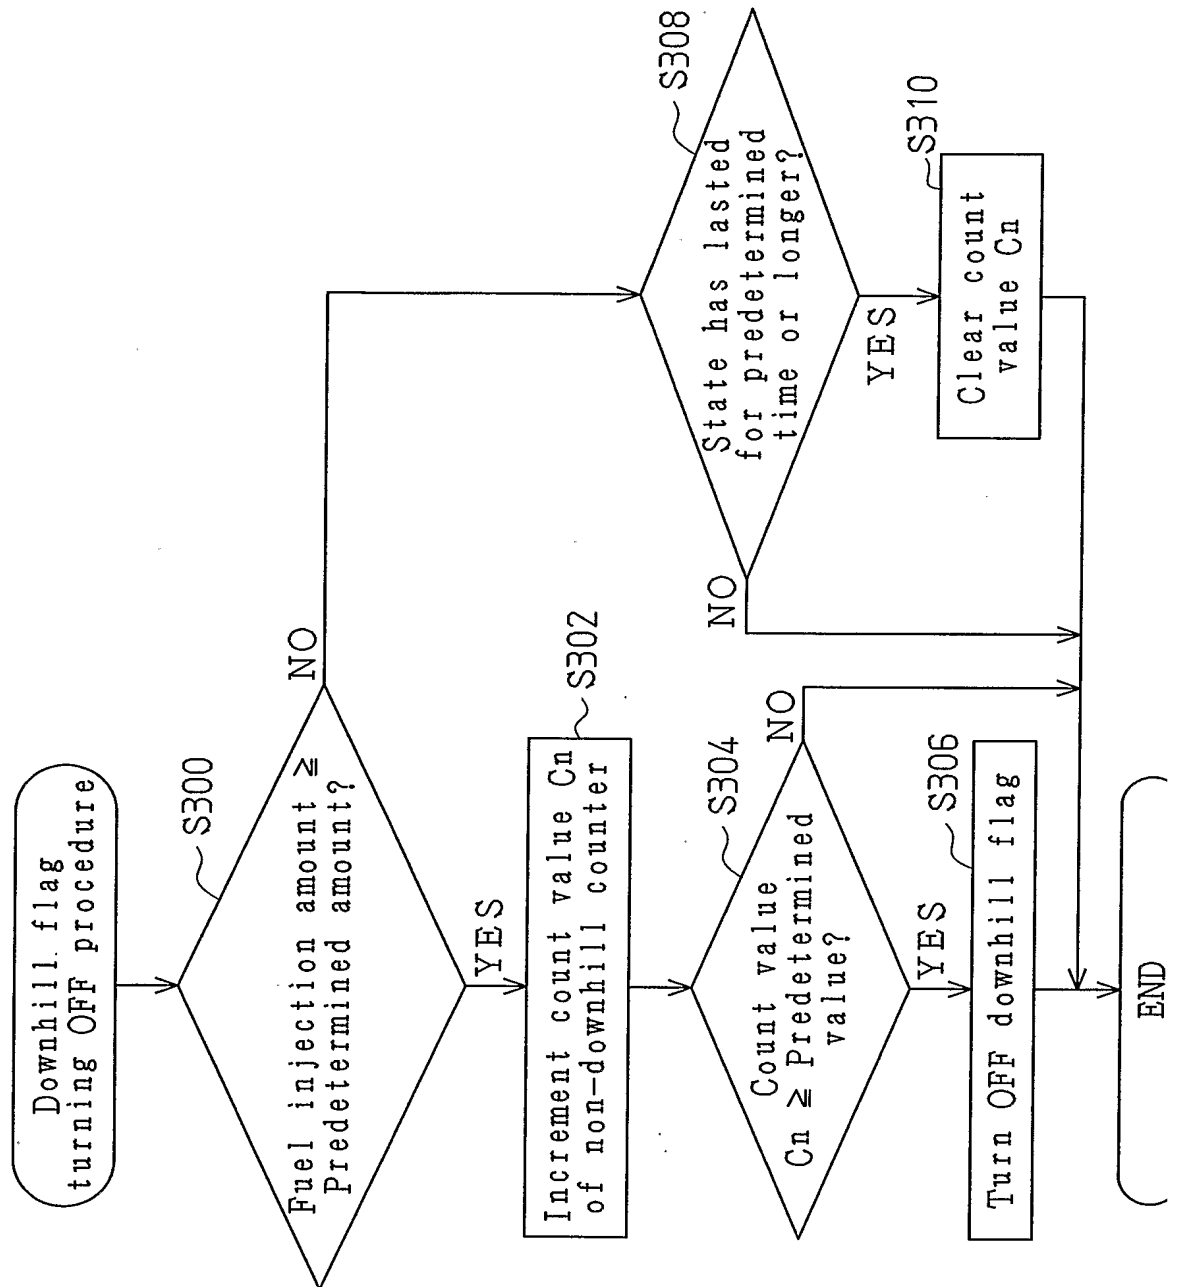 Downhill flag
turning OFF procedure
S300
Fuel injection amount ≧
Predetermined amount?
NO
YES
S302
Increment count value Cn
of non-downhill counter
S304
Count value
Cn ≧ Predetermined
value?
NO
YES
S306
Turn OFF downhill flag
S308
State has lasted
for predetermined
time or longer?
NO
YES
S310
Clear count
value Cn
END